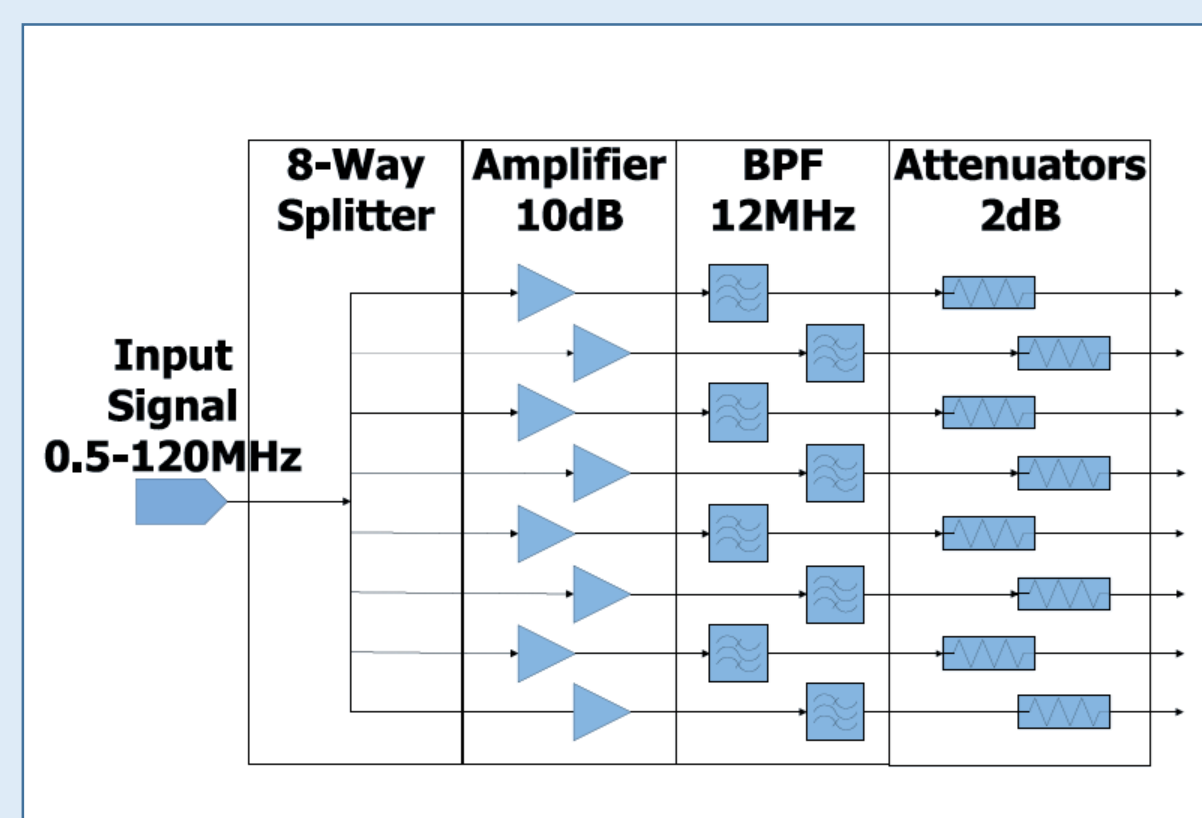 8-Way
Splitter
Amplifier
10dB
BPF
12MHz
Attenuators
2dB
Input
Signal
0.5-120MHz